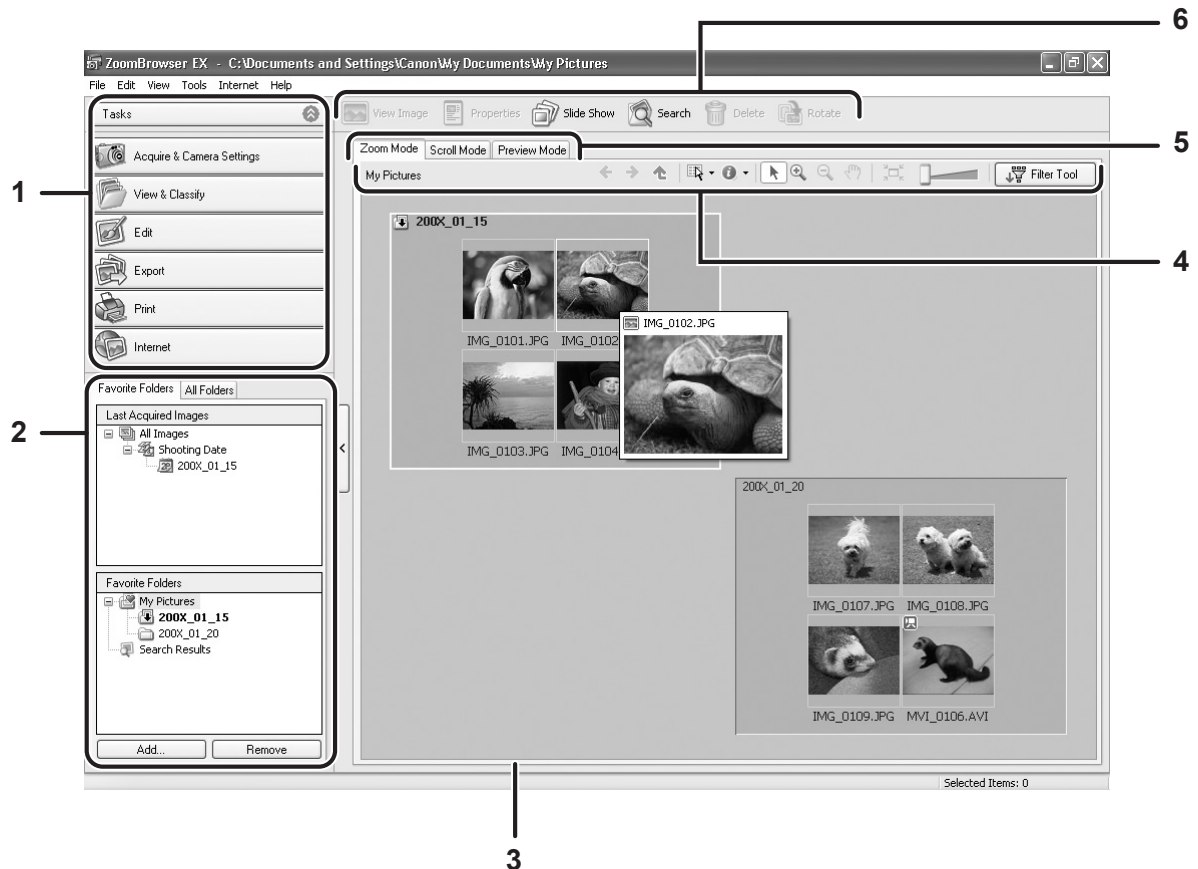 6
ZoomBrowser EX - C:\Documents and Settings\Canon\My Documents\My Pictures
File Edit View Tools Internet Help
Tasks
View Image Properties Slide Show Search Delete Rotate
Acquire & Camera Settings
View & Classify
Edit
Export
Print
Internet
1
Zoom Mode Scroll Mode Preview Mode
5
My Pictures
Filter Tool
4
200X_01_15
IMG_0101.JPG IMG_0102
IMG_0102.JPG
IMG_0103.JPG IMG_0104
Favorite Folders All Folders
Last Acquired Images
All Images
Shooting Date
200X_01_15
2
Favorite Folders
My Pictures
200X_01_15
200X_01_20
Search Results
Add... Remove
200X_01_20
IMG_0107.JPG IMG_0108.JPG
IMG_0109.JPG MVI_0106.AVI
Selected Items: 0
3